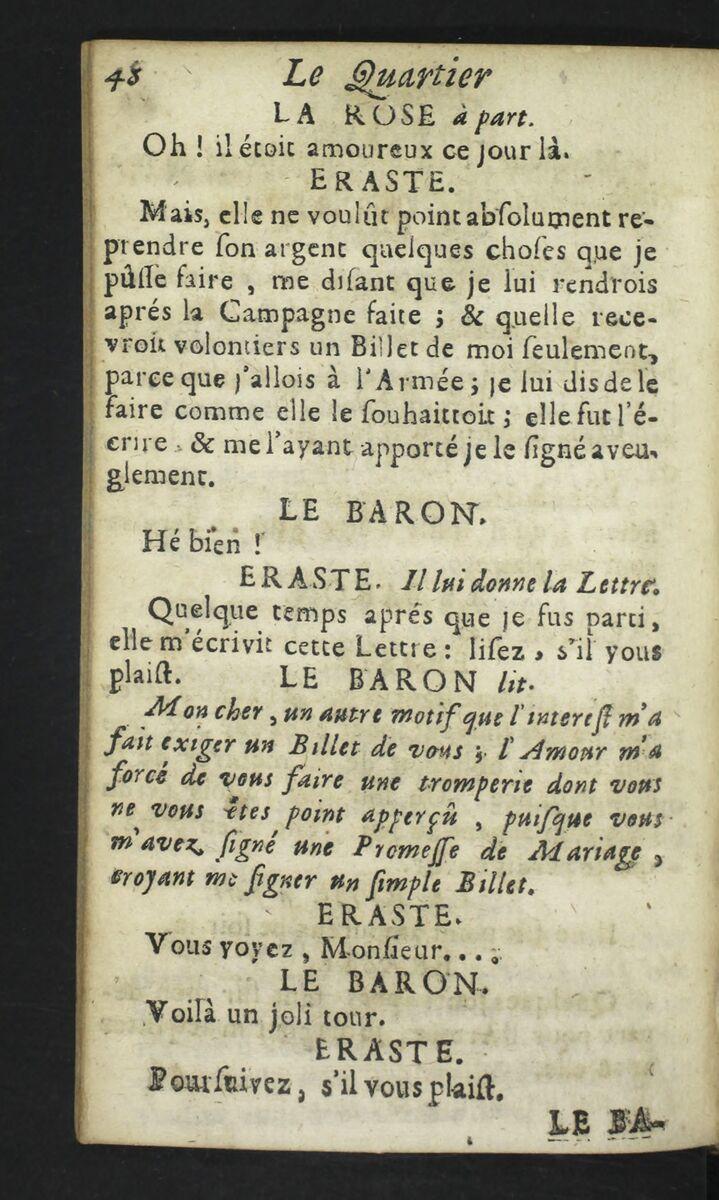 48 Le Quartier
LA ROSE à part.
Oh ! il étoit amoureux ce jour là.
ERASTE.
Mais, elle ne voulût point absolument re-
prendre son argent quelques choses que je
pûsse faire , me disant que je lui rendrois
aprés la Campagne faite ; & quelle rece-
vroit volontiers un Billet de moi seulement,
parce que j'allois à l'Armée ; je lui dis de le
faire comme elle le souhaittoit ; elle fut l'é-
crire, & me l'ayant apporté je le signé aveu-
glement.
LE BARON.
Hé bien !
ERASTE. Il lui donne la Lettre.
Quelque temps aprés que je fus parti,
elle m'écrivit cette Lettre : lisez , s'il vous
plaist. LE BARON lit.
Mon cher, un autre motif que l'interest m'a
fait exiger un Billet de vous ; l'Amour m'a
forcé de vous faire une tromperie dont vous
ne vous êtes point apperçû , puisque vous
m'avez signé une Promesse de Mariage ,
croyant me signer un simple Billet.
ERASTE.
Vous voyez , Monsieur....
LE BARON.
Voilà un joli tour.
ERASTE.
Poursuivez, s'il vous plaist.
LE BA-